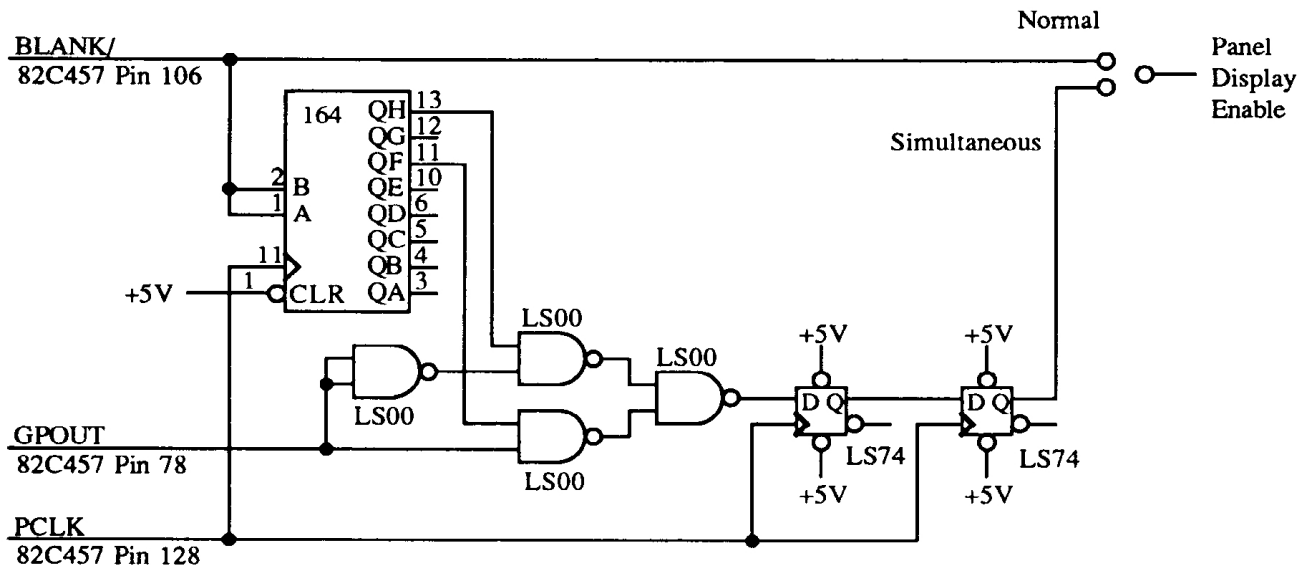 Normal
BLANK/
82C457 Pin 106
Panel
Display
Enable
164
QH 13
QG 12
QF 11
2 B
QE 10
1 A
QD 6
QC 5
11
QB 4
+5V
1 CLR
QA 3
Simultaneous
LS00
LS00
LS00
LS00
+5V
+5V
D Q
D Q
GPOUT
82C457 Pin 78
LS74
LS74
+5V
+5V
PCLK
82C457 Pin 128